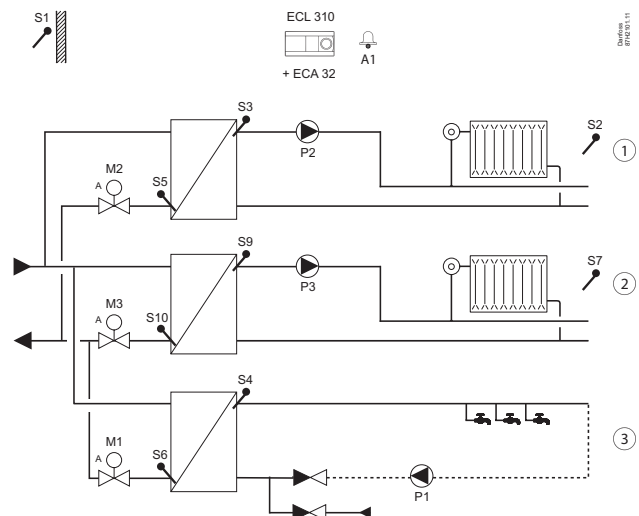 S1
ECL 310
+ ECA 32
A1
Danfoss
87H2101.11
S3
P2
S2
1
M2
A
S5
S9
P3
S7
2
M3
A
S10
S4
3
M1
A
S6
P1